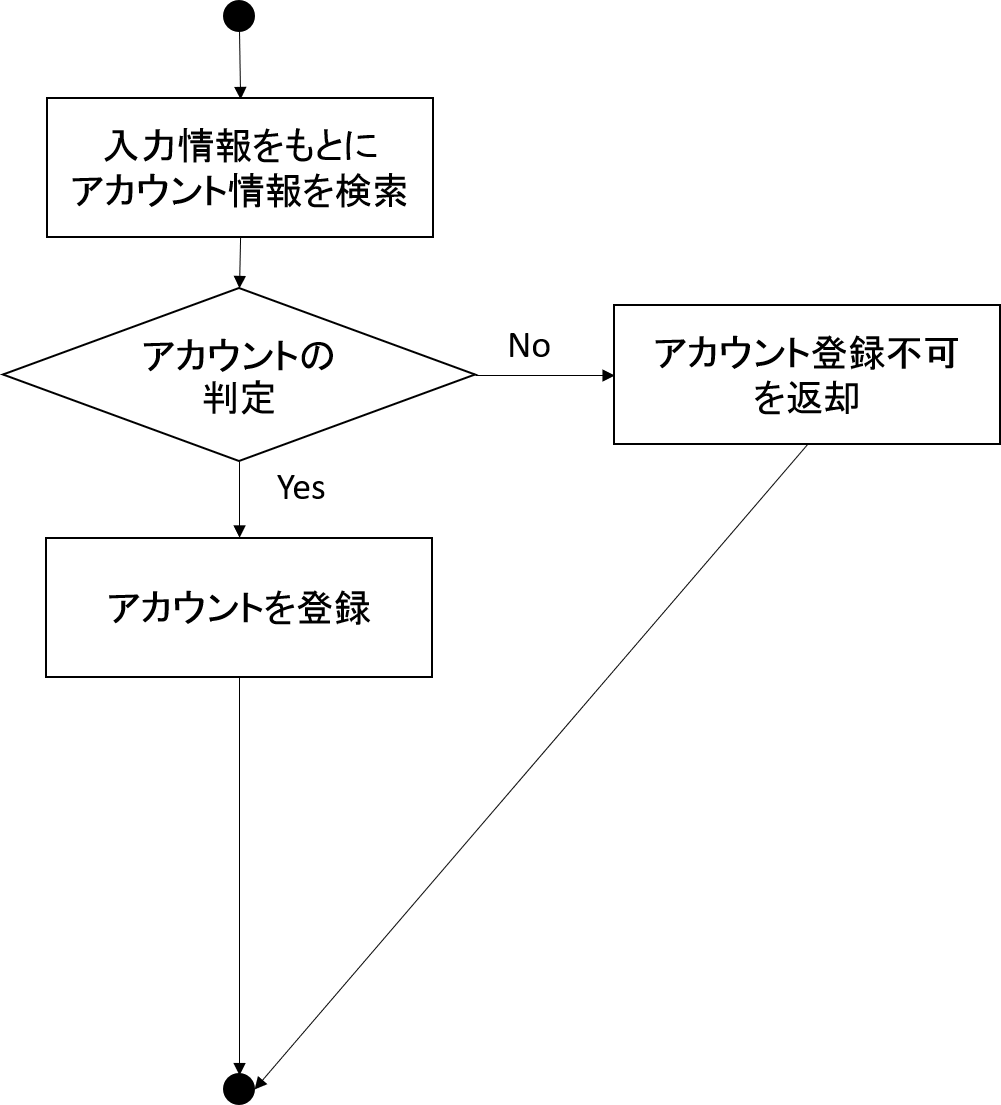 入力情報をもとに
アカウント情報を検索
アカウントの
判定
No
アカウント登録不可
を返却
Yes
アカウントを登録